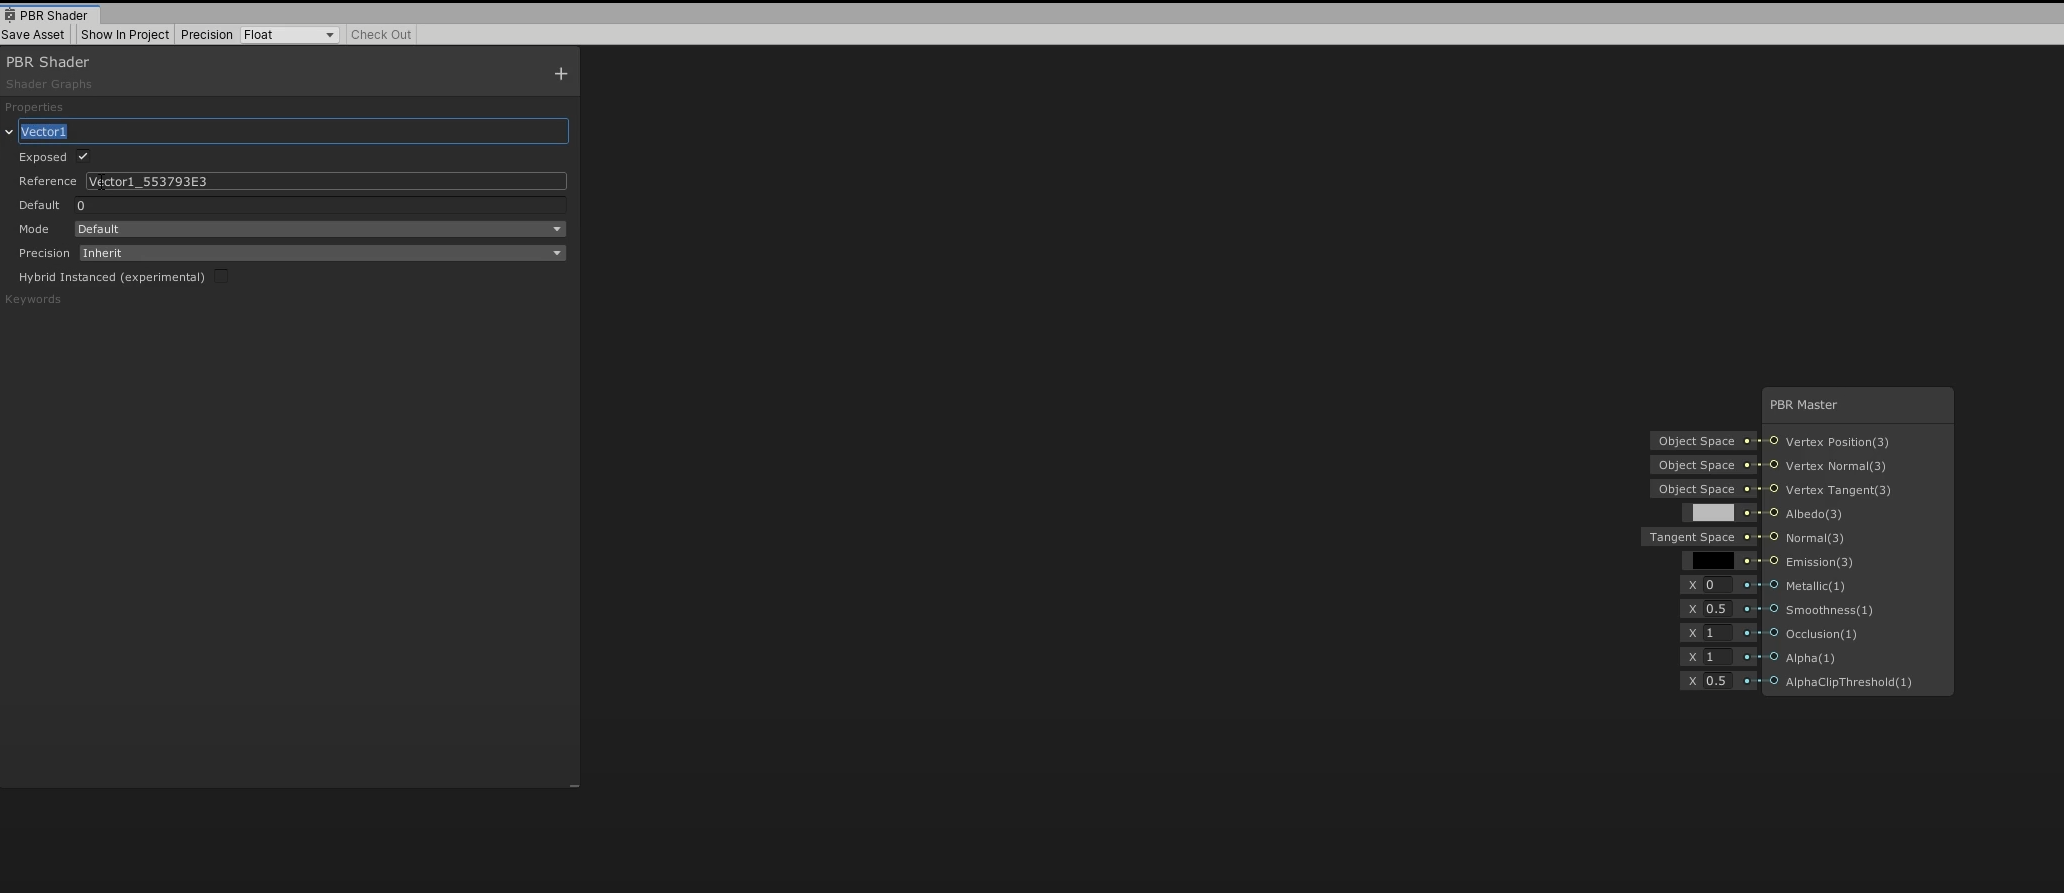 PBR Shader
Save Asset Show In Project Precision Float Check Out
PBR Shader
+
Shader Graphs
Properties
Vector1
Exposed
Reference Vector1_553793E3
Default 0
Mode Default
Precision Inherit
Hybrid Instanced (experimental)
Keywords
PBR Master
Object Space Vertex Position(3)
Object Space Vertex Normal(3)
Object Space Vertex Tangent(3)
Albedo(3)
Tangent Space Normal(3)
Emission(3)
X 0 Metallic(1)
X 0.5 Smoothness(1)
X 1 Occlusion(1)
X 1 Alpha(1)
X 0.5 AlphaClipThreshold(1)